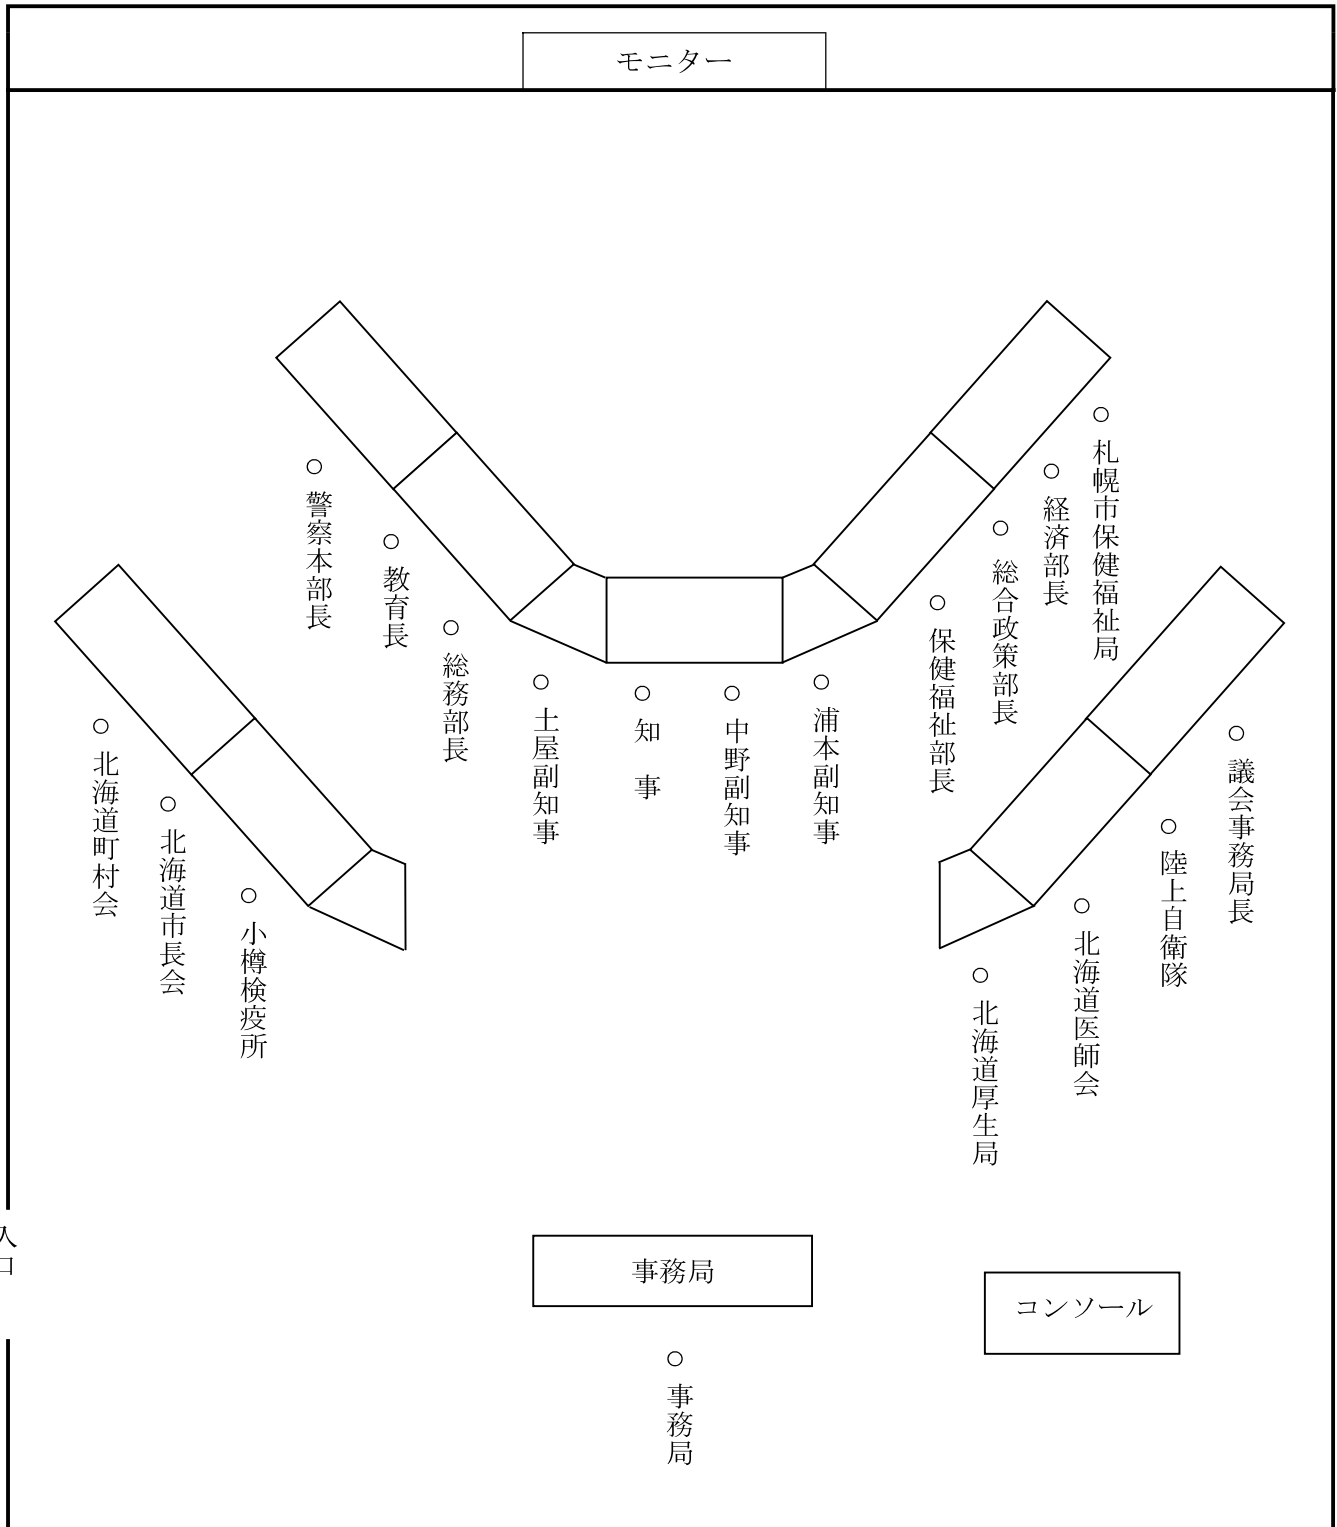 モニター
警察本部長
教育長
総務部長
土屋副知事
知　事
中野副知事
浦本副知事
保健福祉部長
総合政策部長
経済部長
札幌市保健福祉局
北海道町村会
北海道市長会
小樽検疫所
北海道厚生局
北海道医師会
陸上自衛隊
議会事務局長
入口
事務局
コンソール
事務局